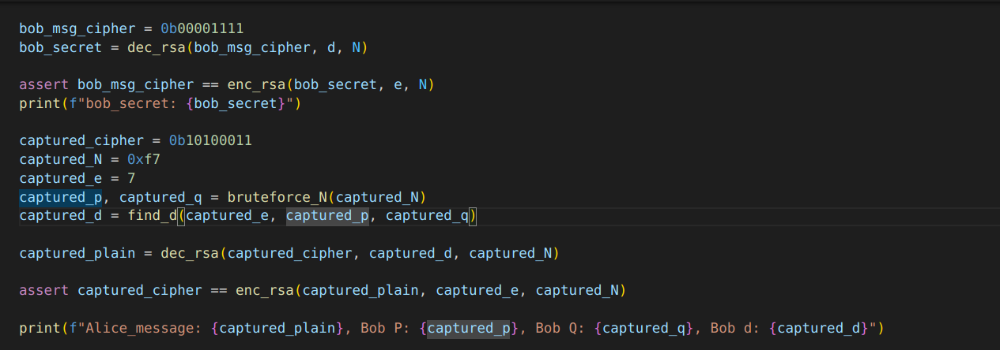 bob_msg_cipher = 0b00001111
bob_secret = dec_rsa(bob_msg_cipher, d, N)
assert bob_msg_cipher == enc_rsa(bob_secret, e, N)
print(f"bob_secret: {bob_secret}")
captured_cipher = 0b10100011
captured_N = 0xf7
captured_e = 7
captured_p, captured_q = bruteforce_N(captured_N)
captured_d = find_d(captured_e, captured_p, captured_q)
captured_plain = dec_rsa(captured_cipher, captured_d, captured_N)
assert captured_cipher == enc_rsa(captured_plain, captured_e, captured_N)
print(f"Alice_message: {captured_plain}, Bob P: {captured_p}, Bob Q: {captured_q}, Bob d: {captured_d}")